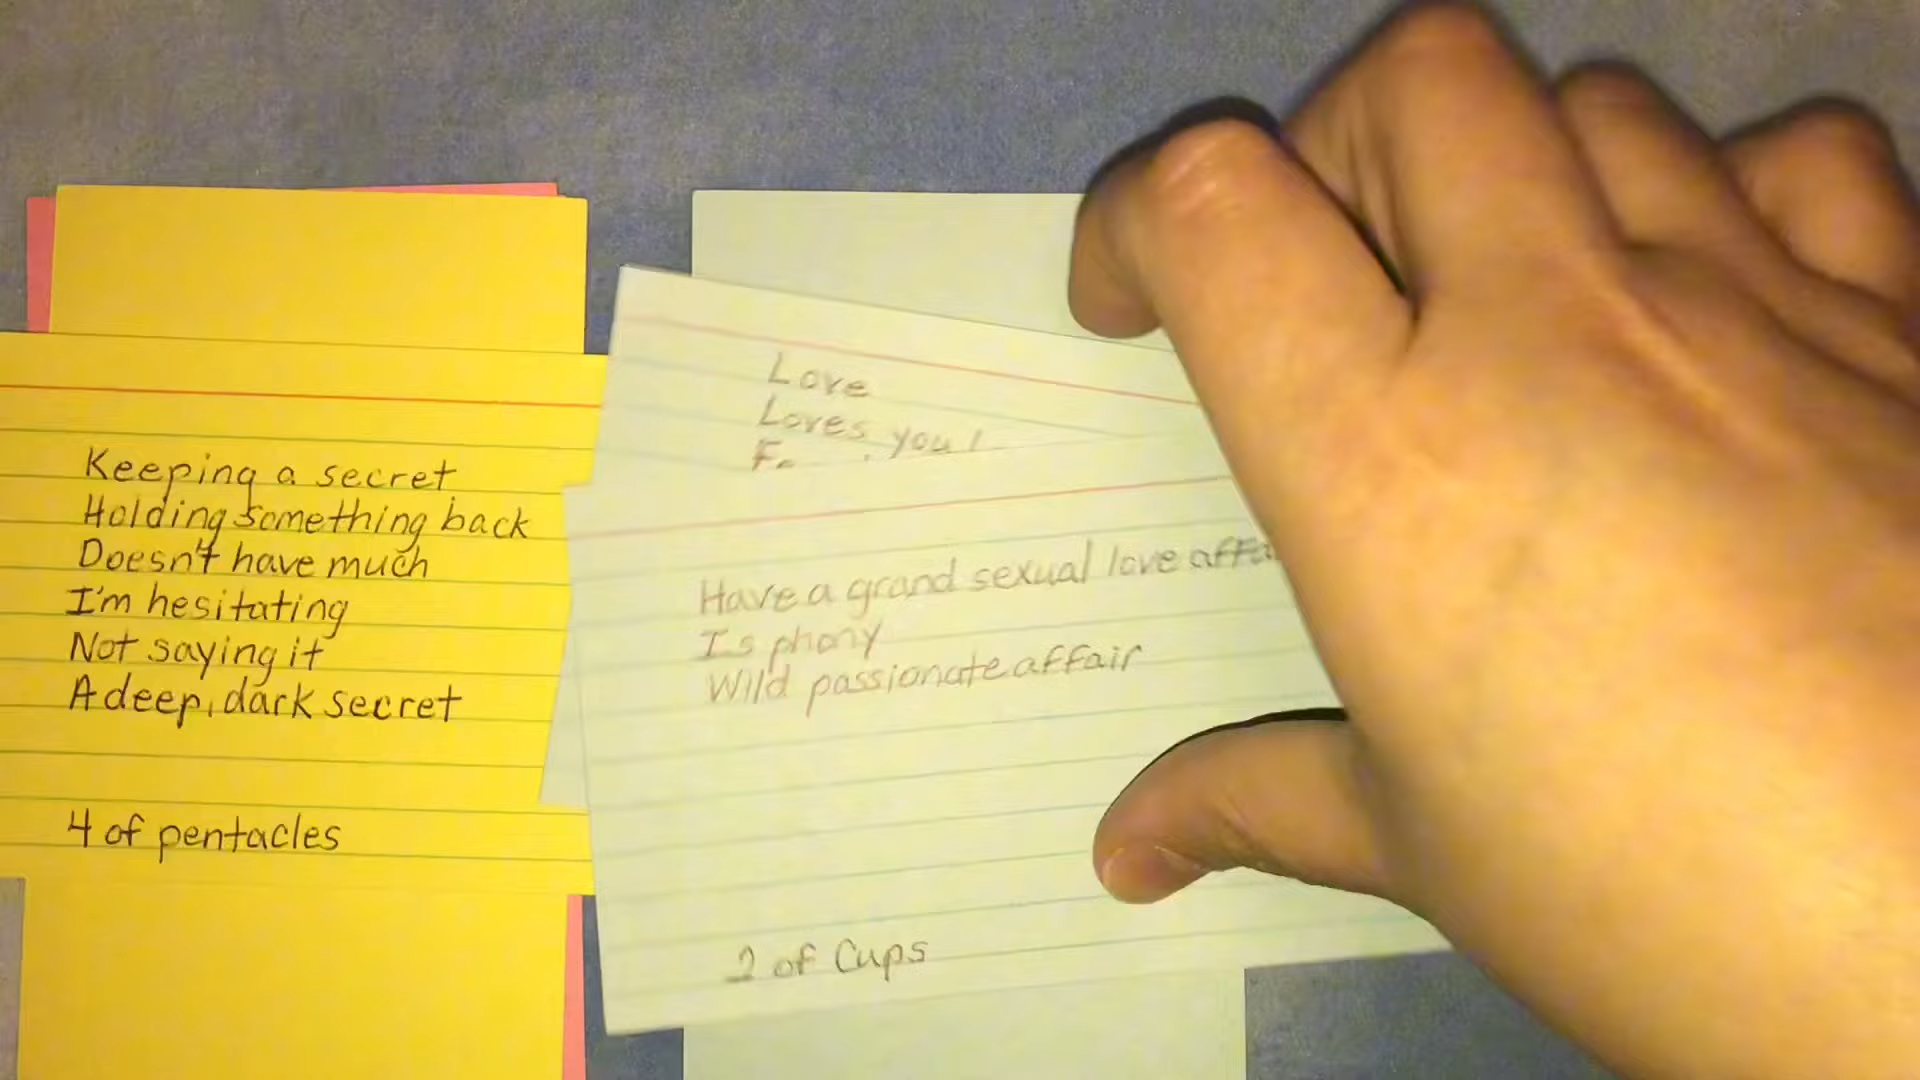 Keeping a secret
Holding something back
Doesn't have much
I'm hesitating
Not saying it
A deep, dark secret
4 of pentacles
Love
Loves you!
you!
Have a grand sexual love
Is phony
Wild passionate affair
2 of Cups